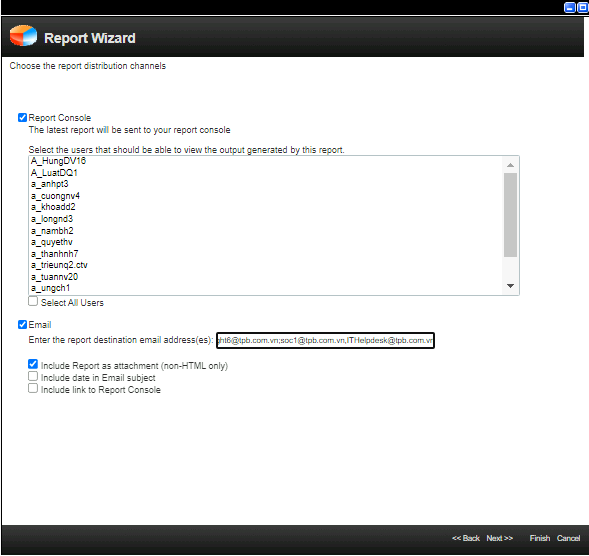 Report Wizard
Choose the report distribution channels
Report Console
The latest report will be sent to your report console
Select the users that should be able to view the output generated by this report.
A_HungDV16
A_LuatDQ1
a_anhpt3
a_cuongnv4
a_khoadd2
a_longnd3
a_nambh2
a_quyethv
a_thanhnh7
a_trieunq2.ctv
a_tuannv20
a_ungch1
Select All Users
Email
Enter the report destination email address(es): ght6@tpb.com.vn;soc1@tpb.com.vn,ITHelpdesk@tpb.com.vn
Include Report as attachment (non-HTML only)
Include date in Email subject
Include link to Report Console
<< Back Next >> Finish Cancel